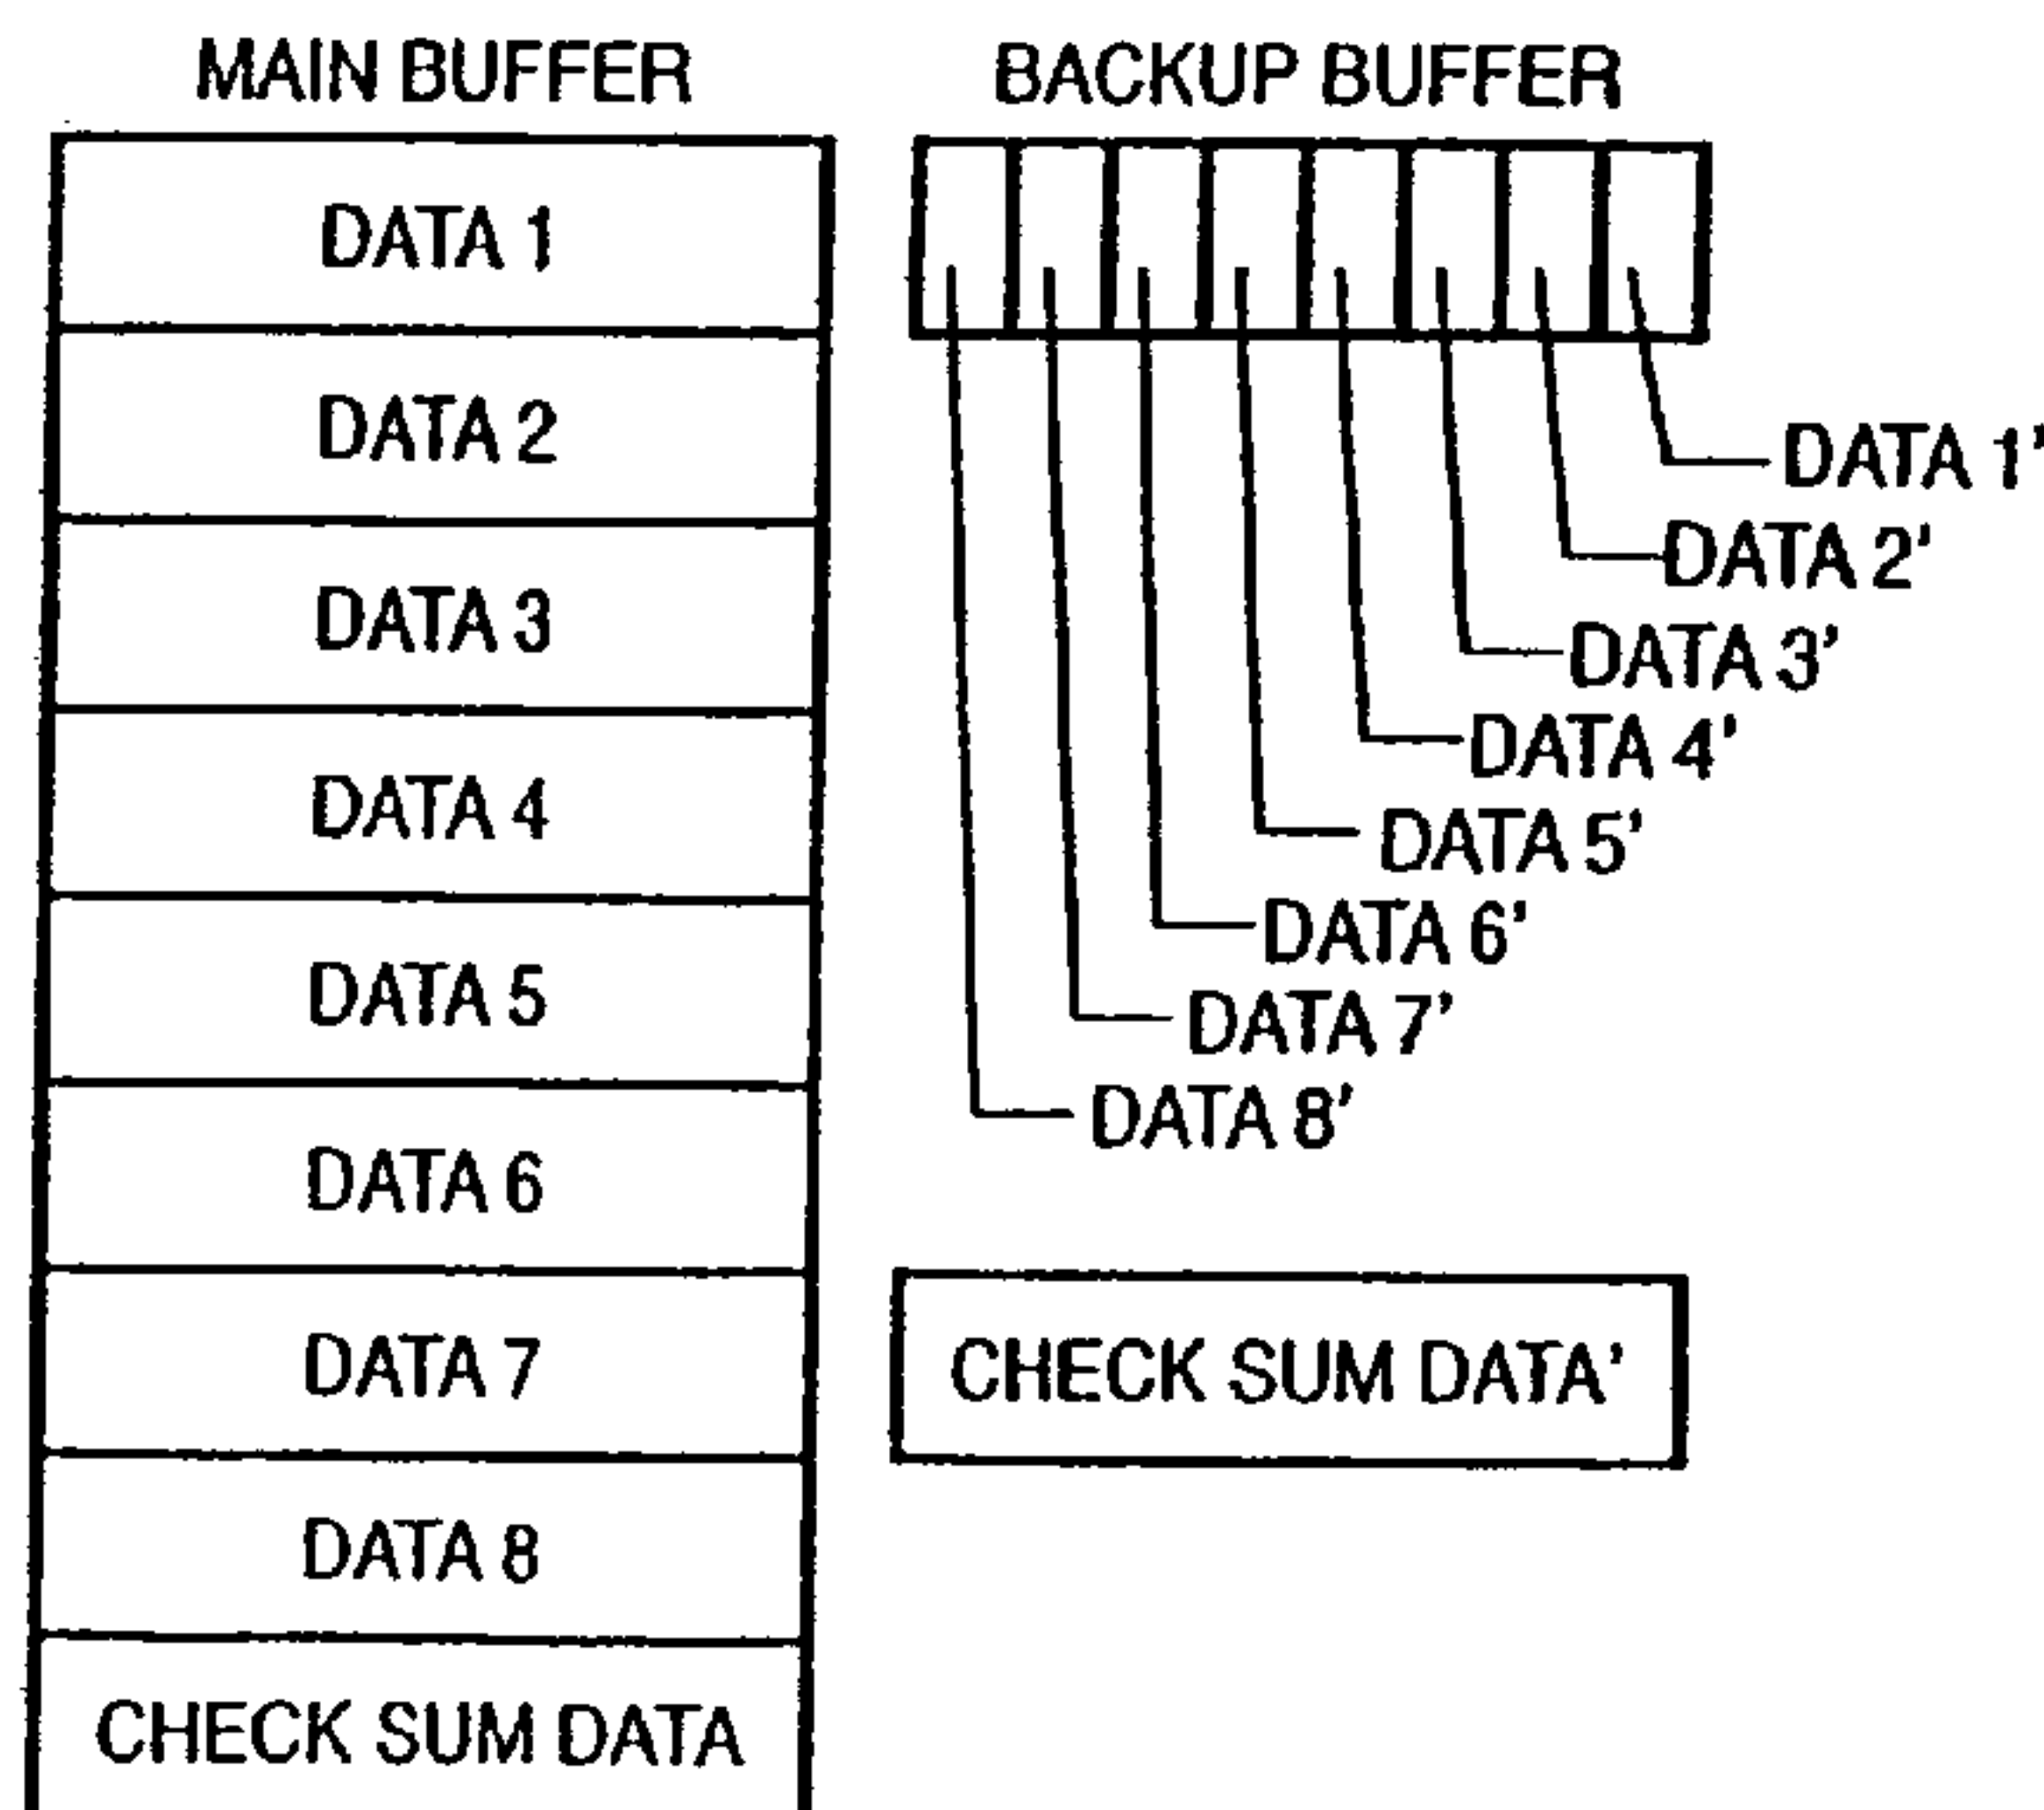 MAIN BUFFER
DATA 1
DATA 2
DATA 3
DATA 4
DATA 5
DATA 6
DATA 7
DATA 8
CHECK SUM DATA
BACKUP BUFFER
DATA 1'
DATA 2'
DATA 3'
DATA 4'
DATA 5'
DATA 6'
DATA 7'
DATA 8'
CHECK SUM DATA'